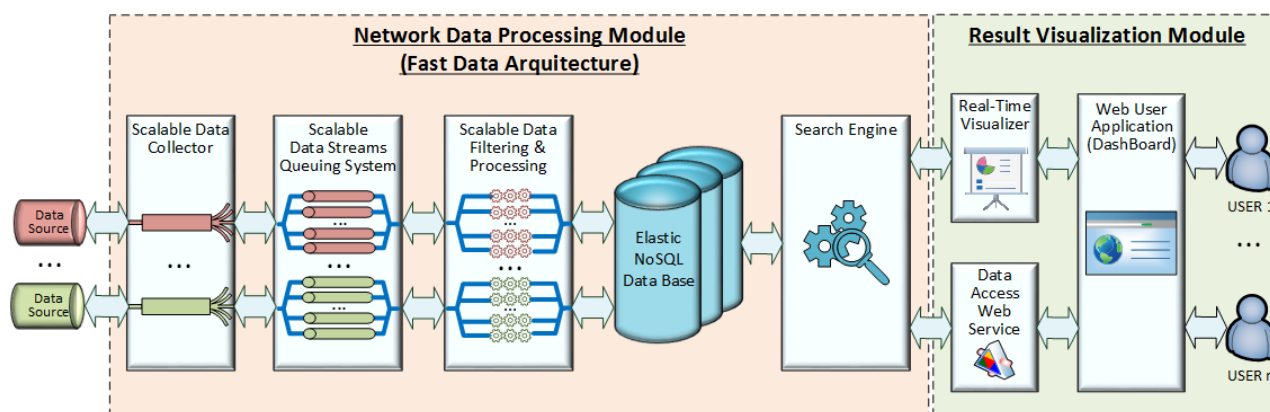 Network Data Processing Module
(Fast Data Arquitecture)
Result Visualization Module
Scalable Data
Collector
Scalable
Data Streams
Queuing System
Scalable Data
Filtering &
Processing
Search Engine
Real-Time
Visualizer
Web User
Application
(DashBoard)
Data
Source
...
Data
Source
...
...
...
...
...
...
...
...
Elastic
NoSQL
Data Base
Data
Access
Web
Service
USER 1
...
USER n